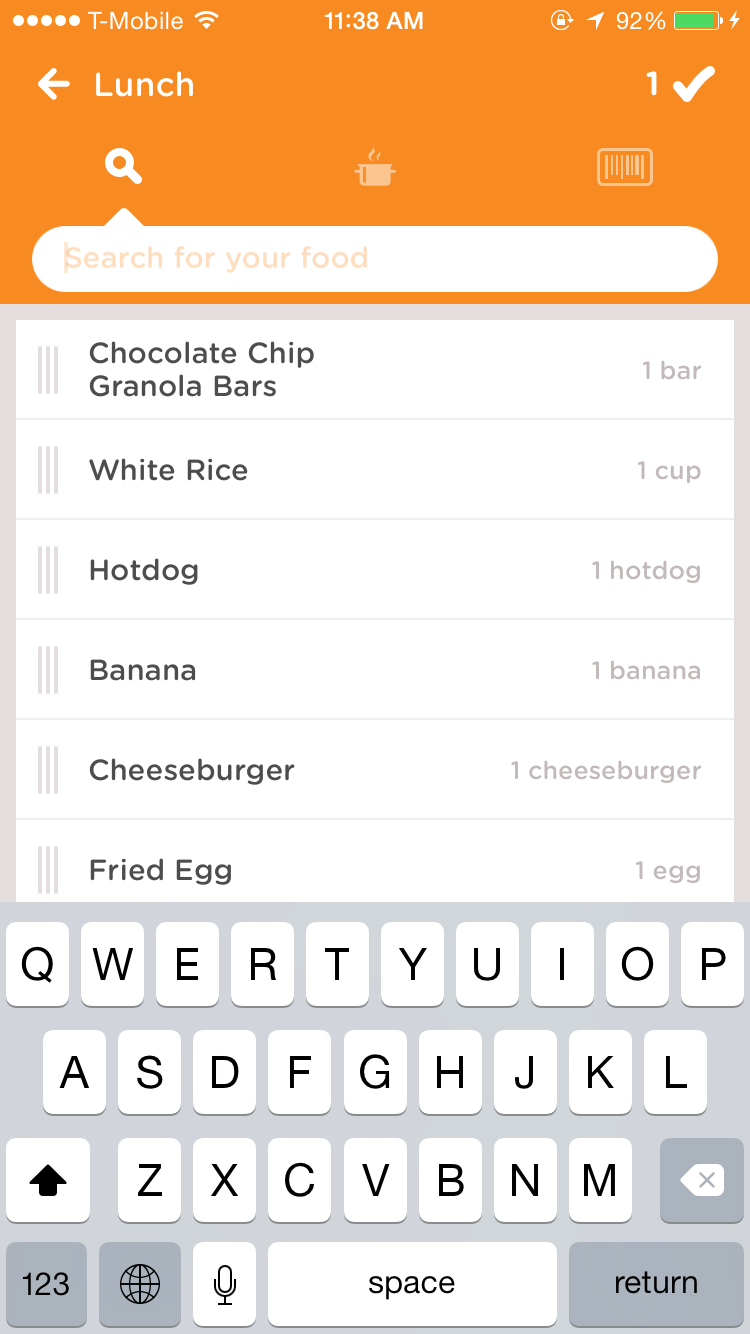 T-Mobile 11:38 AM 92%
Lunch 1
Search for your food
Chocolate Chip
Granola Bars 1 bar
White Rice 1 cup
Hotdog 1 hotdog
Banana 1 banana
Cheeseburger 1 cheeseburger
Fried Egg 1 egg
Q W E R T Y U I O P
A S D F G H J K L
Z X C V B N M
123 space return